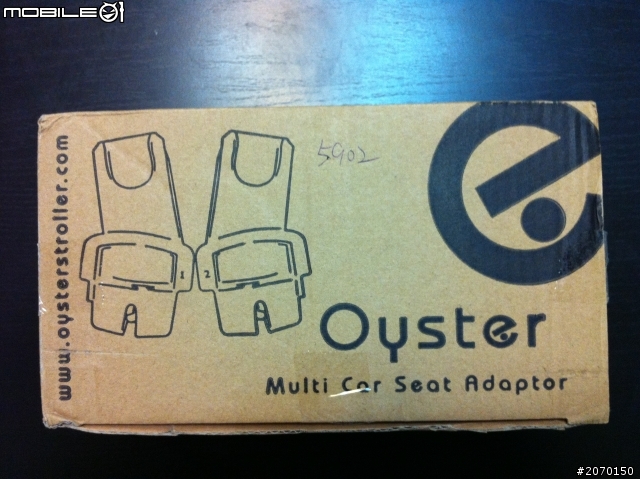 MOBILE01
www.oysterstroller.com
5902
1 2
Oyster
Multi Car Seat Adaptor
#2070150